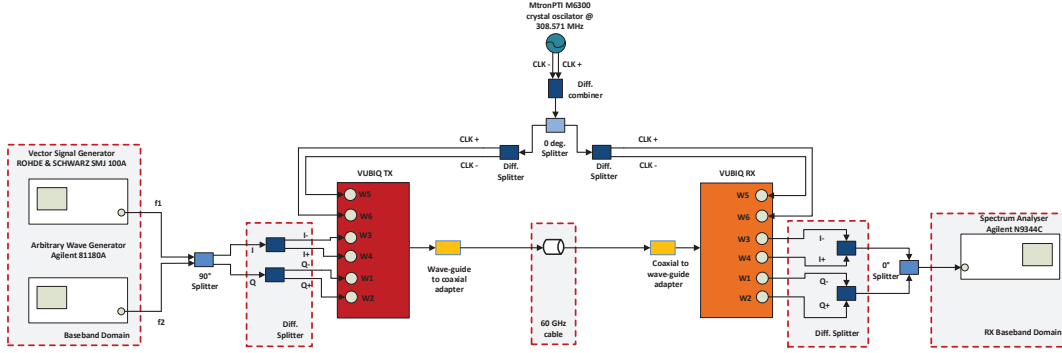 MtronPTI M6300
crystal oscilator @
308.571 MHz
CLK -
CLK +
Diff.
combiner
0 deg.
Splitter
CLK +
CLK -
Diff.
Splitter
CLK +
CLK -
Diff.
Splitter
Vector Signal Generator
ROHDE & SCHWARZ SMJ 100A
f1
Arbitrary Wave Generator
Agilent 81180A
f2
Baseband Domain
90°
Splitter
I
Q
I-
I+
Q-
Q+
Diff.
Splitter
VUBIQ TX
W5
W6
W3
W4
W1
W2
Wave-guide
to coaxial
adapter
60 GHz
cable
Coaxial to
wave-guide
adapter
VUBIQ RX
W5
W6
W3
W4
W1
W2
I-
I+
Q-
Q+
Diff. Splitter
0°
Splitter
Spectrum Analyser
Agilent N9344C
RX Baseband Domain